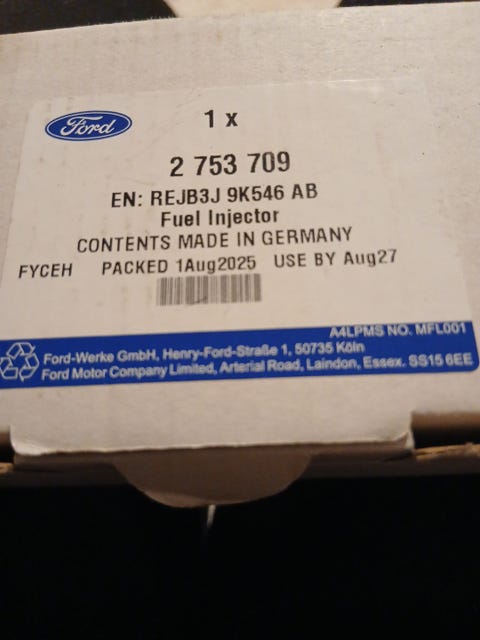 Ford
1 x
2 753 709
EN: REJB3J 9K546 AB
Fuel Injector
CONTENTS MADE IN GERMANY
FYCEH PACKED 1Aug2025 USE BY Aug27
A4LPMS NO. MFL001
Ford-Werke GmbH, Henry-Ford-Straße 1, 50735 Köln
Ford Motor Company Limited, Arterial Road, Laindon, Essex. SS15 6EE